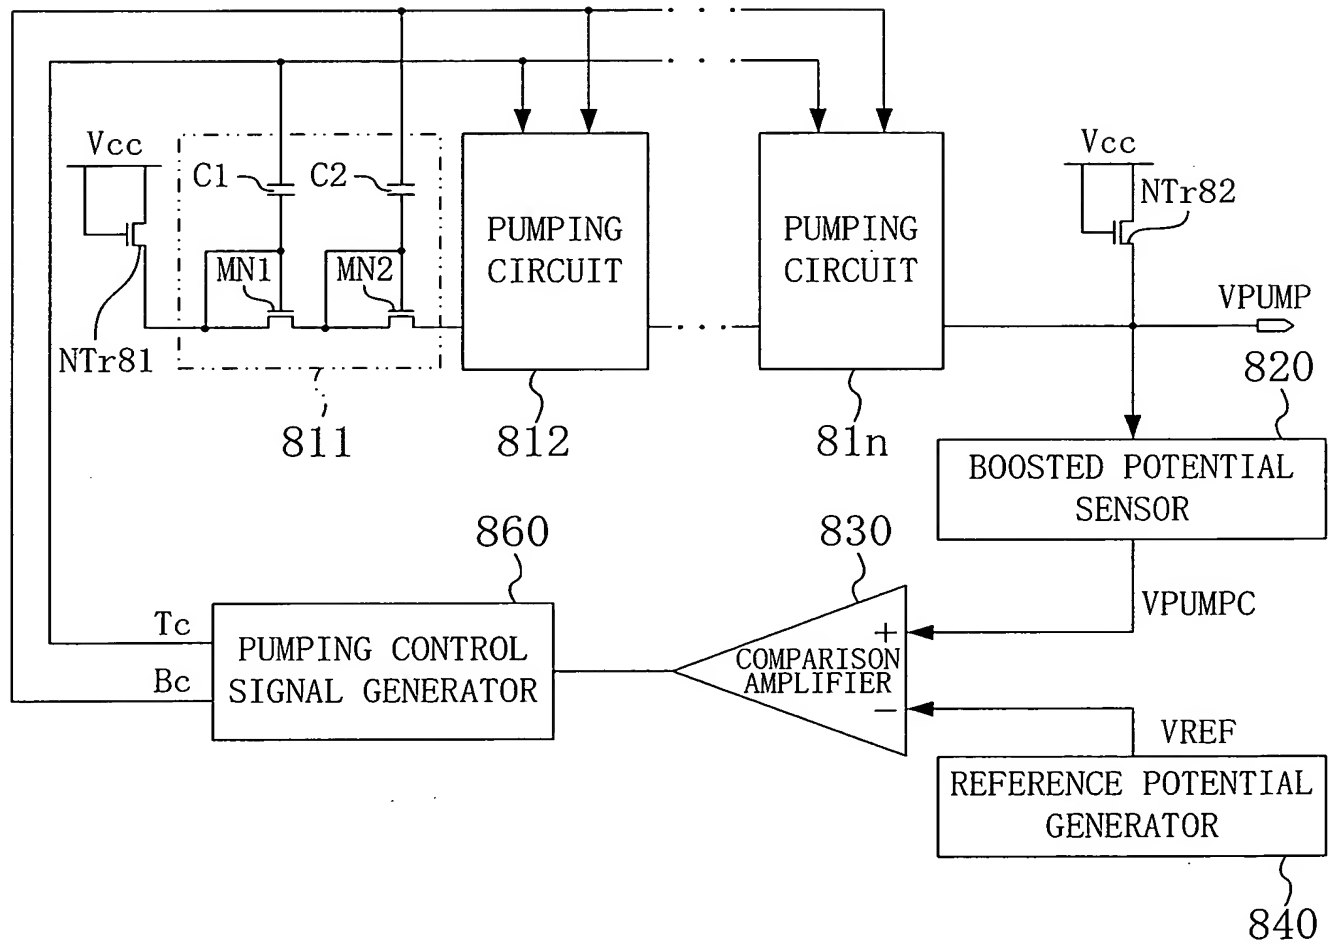 Vcc
C1
C2
MN1
MN2
NTr81
811
PUMPING
CIRCUIT
812
PUMPING
CIRCUIT
81n
Vcc
NTr82
VPUMP
820
BOOSTED POTENTIAL
SENSOR
VPUMPC
830
+
COMPARISON
AMPLIFIER
−
VREF
REFERENCE POTENTIAL
GENERATOR
840
860
PUMPING CONTROL
SIGNAL GENERATOR
Tc
Bc